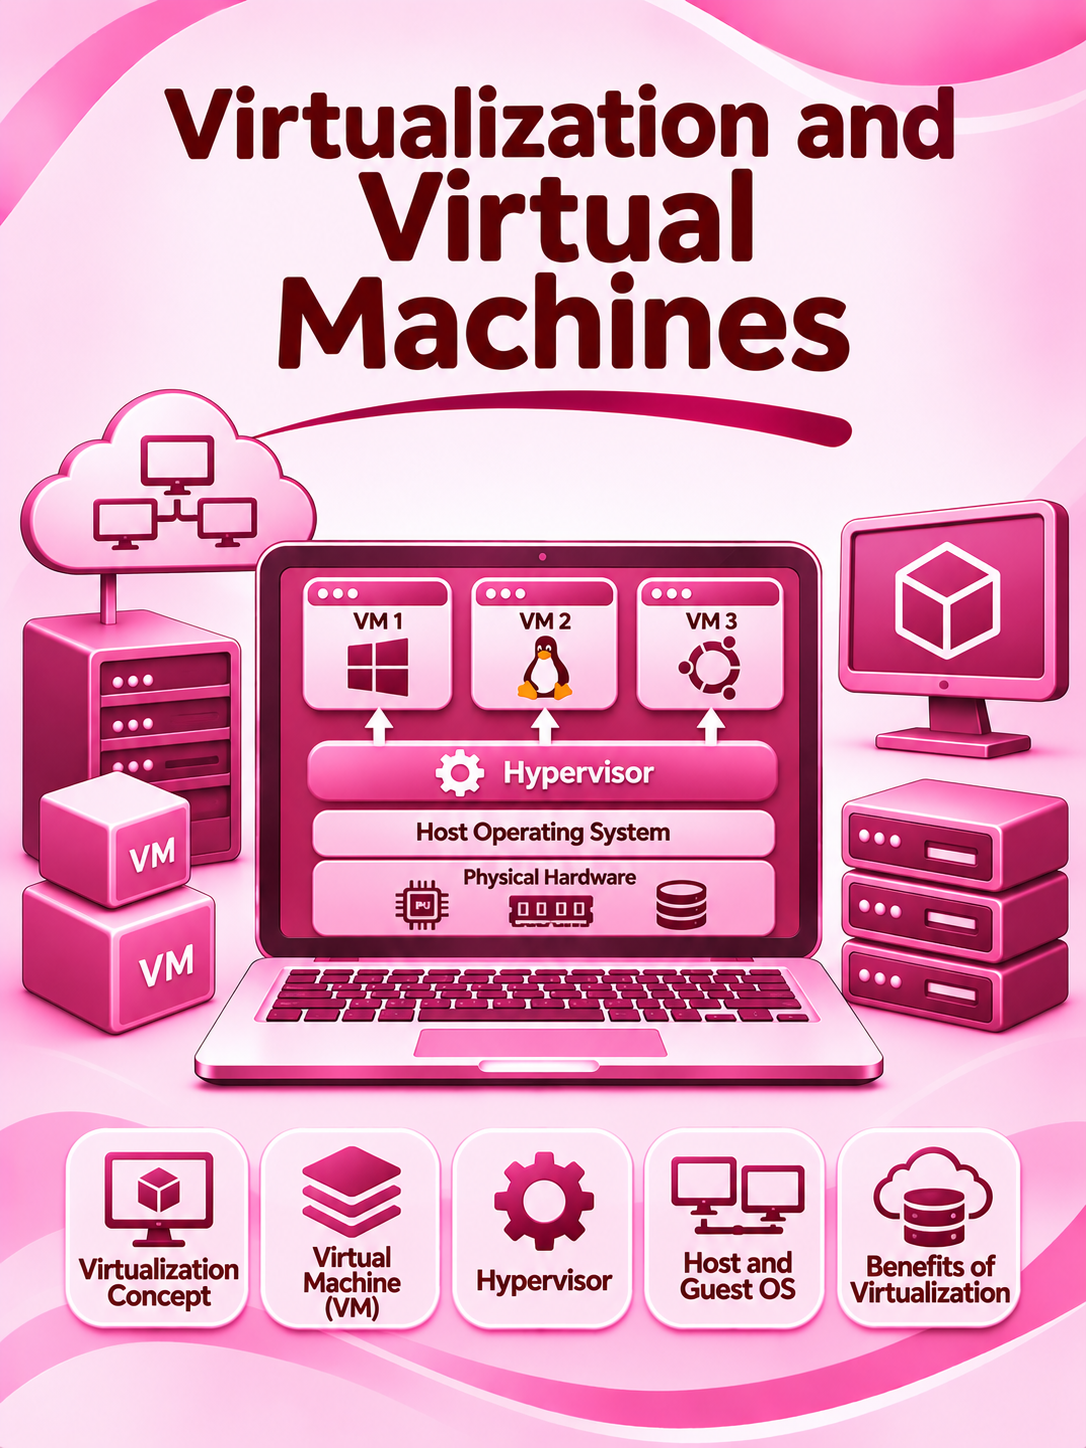 Virtualization and
Virtual
Machines
VM 1
VM 2
VM 3
Hypervisor
Host Operating System
Physical Hardware
VM
VM
Virtualization
Concept
Virtual
Machine
(VM)
Hypervisor
Host and
Guest OS
Benefits of
Virtualization